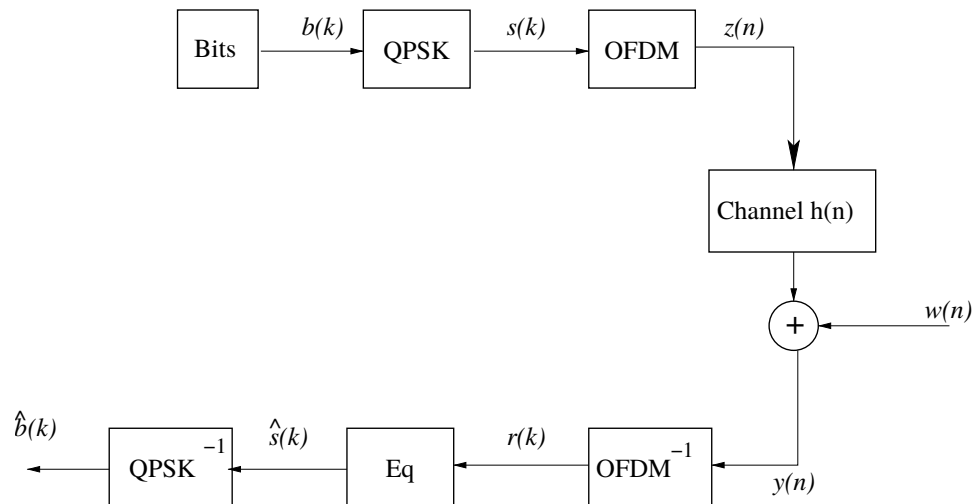 b(k) s(k) z(n)
Bits QPSK OFDM
Channel h(n)
w(n)
+
b̂(k) ŝ(k) r(k)
QPSK⁻¹ Eq OFDM⁻¹
y(n)